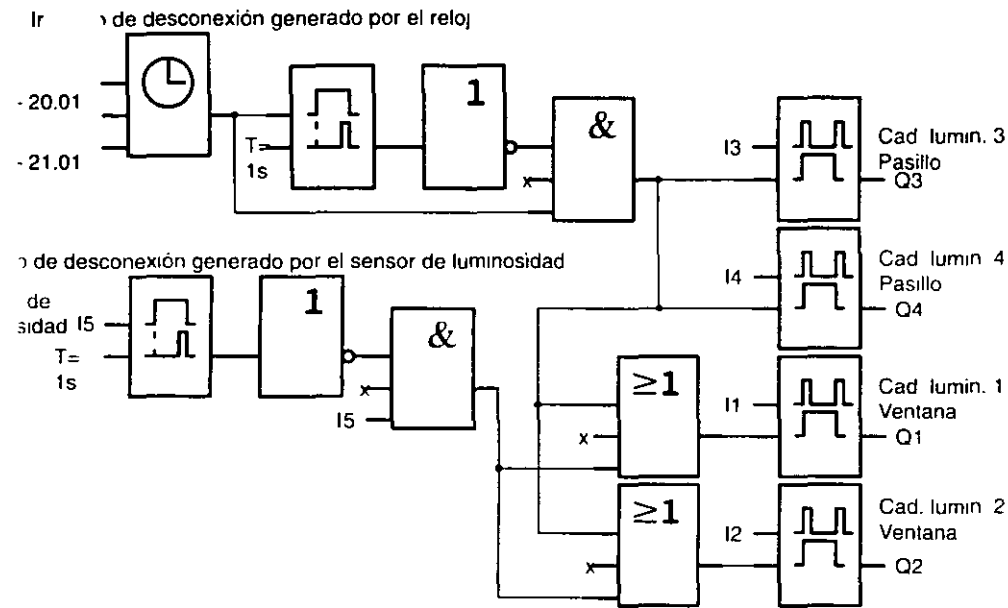 Ir
de desconexión generado por el reloj
- 20.01
- 21.01
T=
1s
1
&
x
I3
Cad lumin. 3
Pasillo
Q3
de desconexión generado por el sensor de luminosidad
I4
Cad lumin 4
Pasillo
Q4
de
sidad I5
T=
1s
1
&
x
I5
≥1
x
I1
Cad lumin. 1
Ventana
Q1
≥1
x
I2
Cad. lumin 2
Ventana
Q2